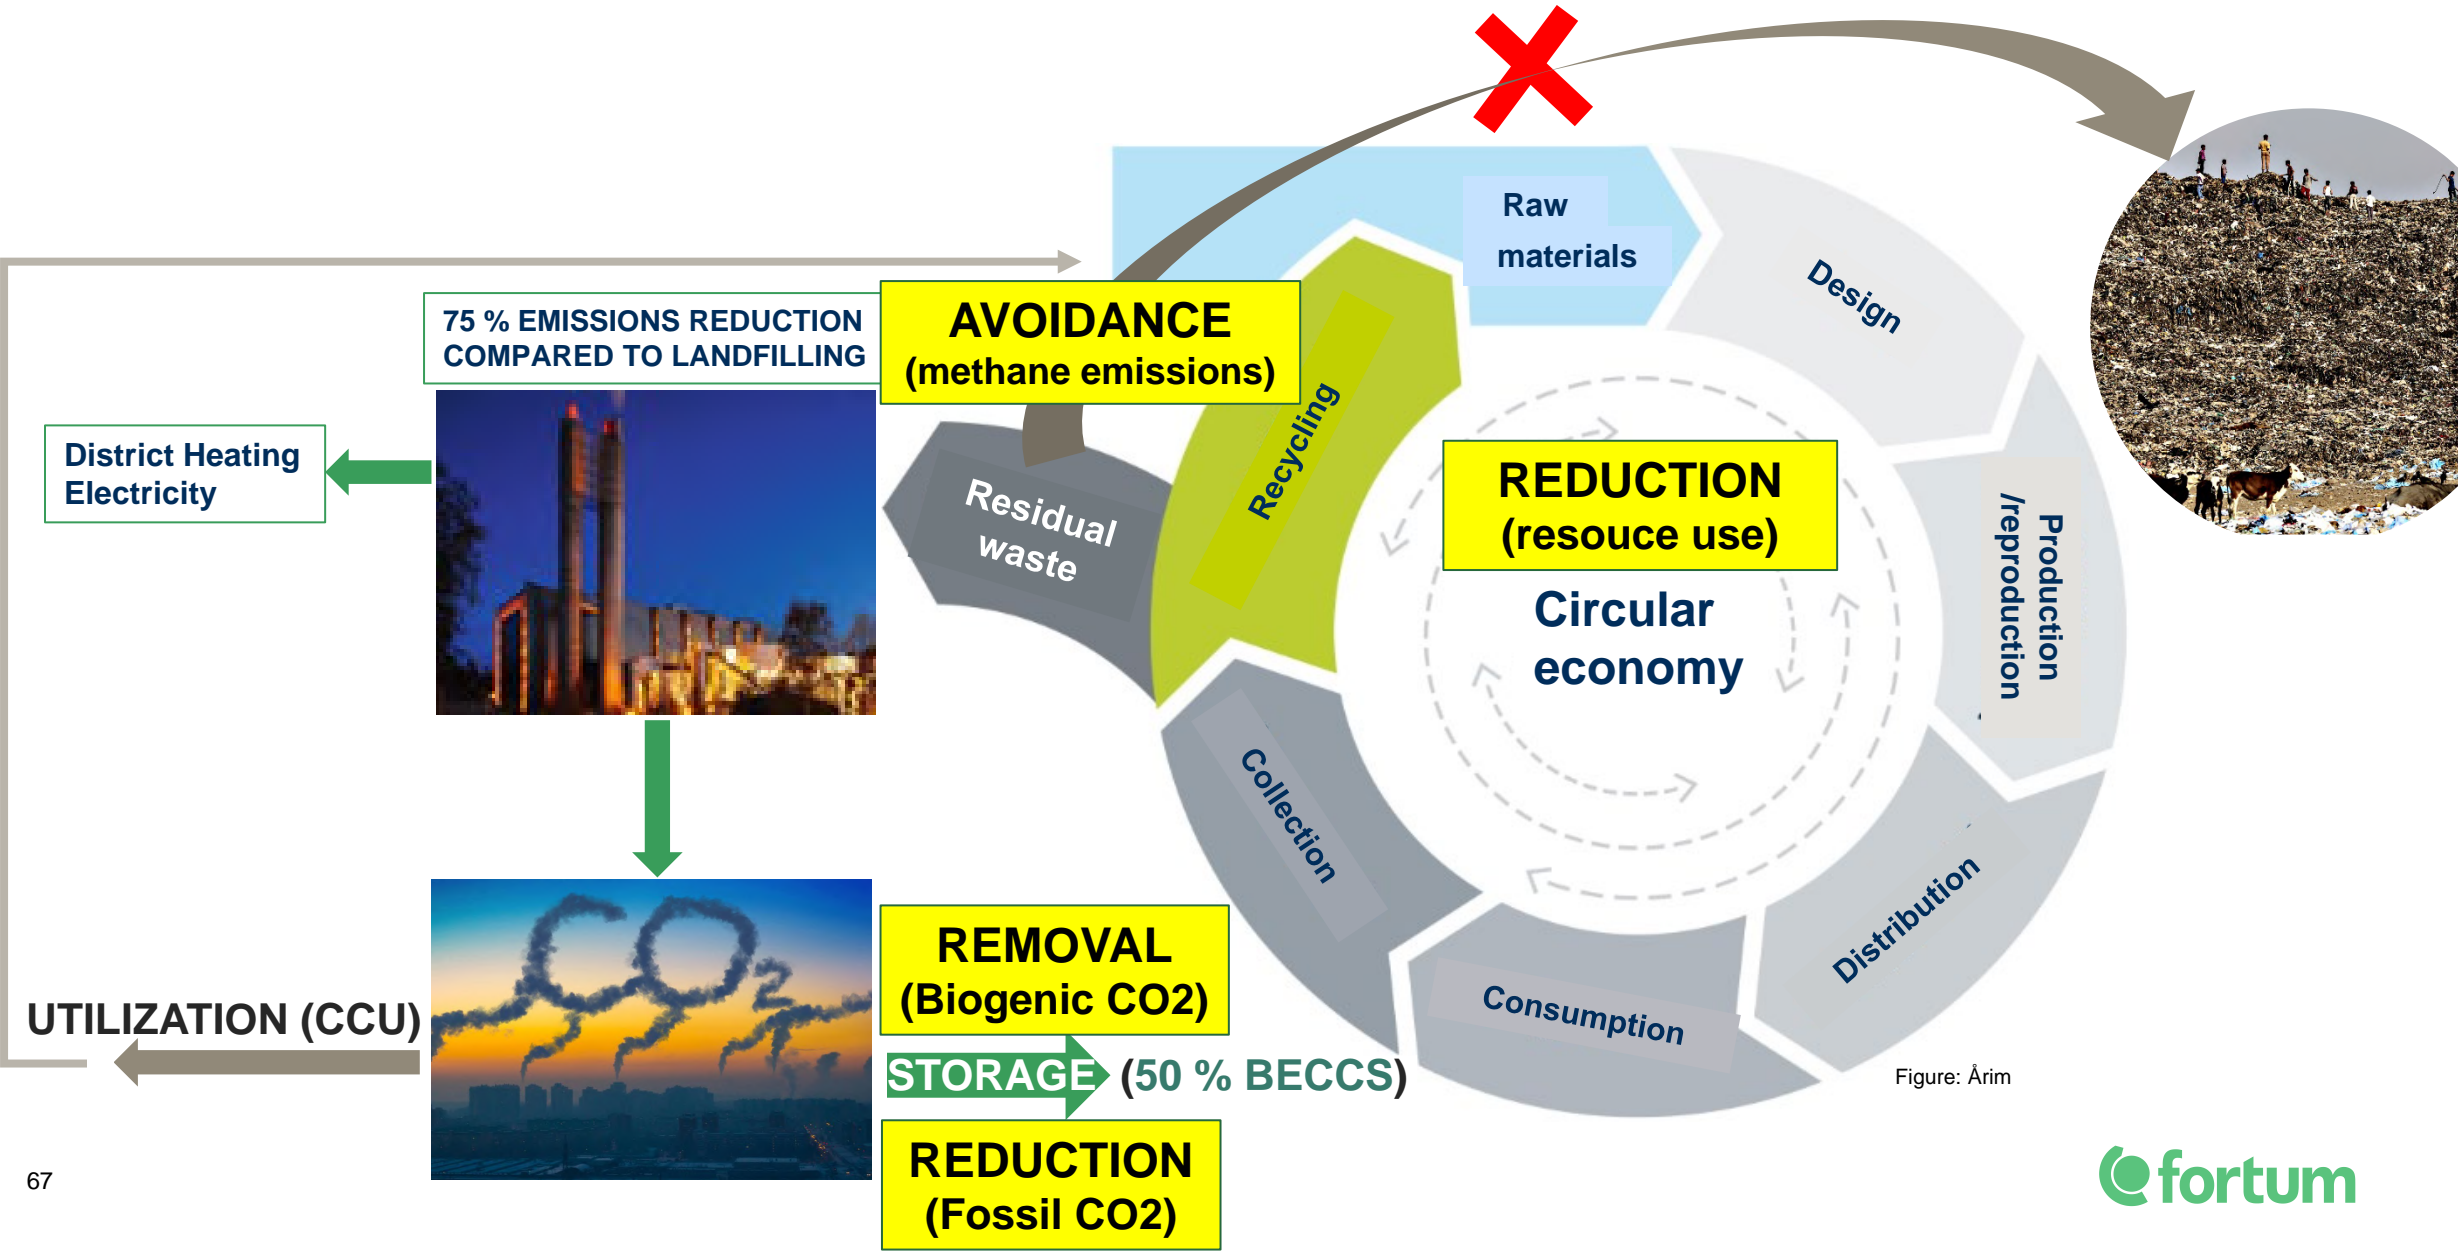 Raw
materials
Design
75 % EMISSIONS REDUCTION
COMPARED TO LANDFILLING
AVOIDANCE
(methane emissions)
District Heating
Electricity
Residual
waste
Recycling
REDUCTION
(resouce use)
Circular
economy
Production
/reproduction
Collection
Distribution
Consumption
CO2
REMOVAL
(Biogenic CO2)
UTILIZATION (CCU)
STORAGE (50 % BECCS)
REDUCTION
(Fossil CO2)
Figure: Årim
67
fortum